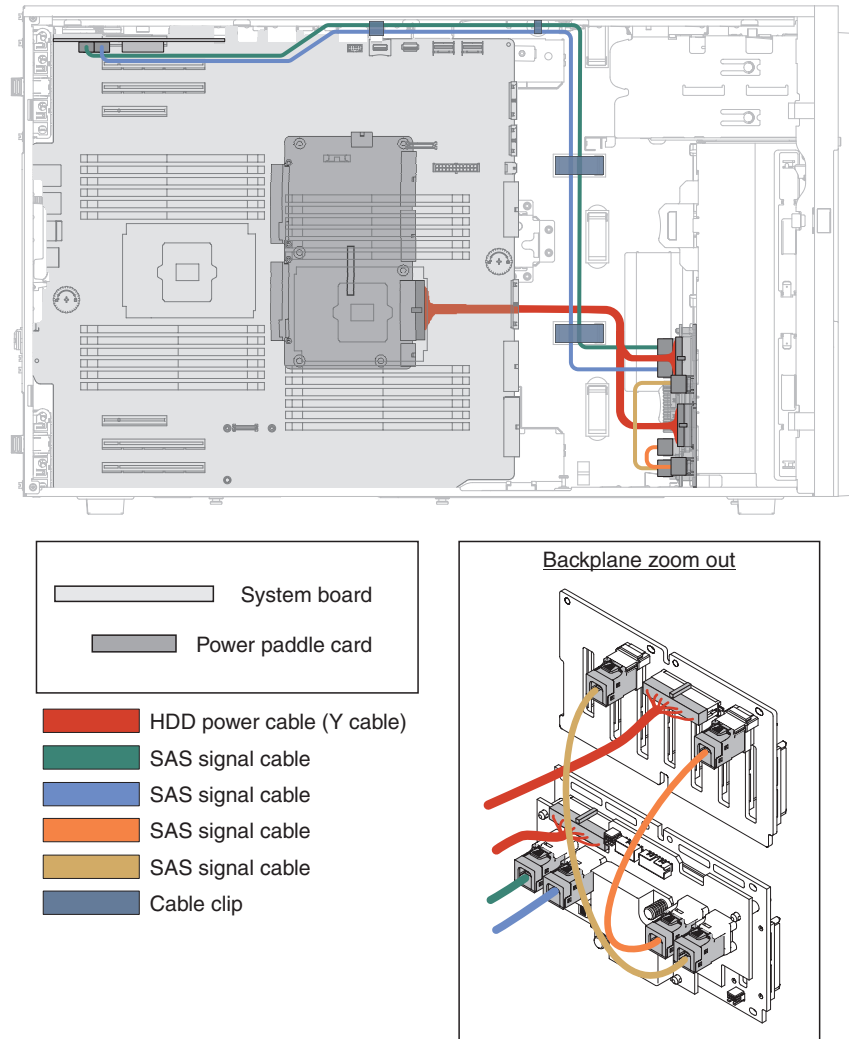 System board
Power paddle card
HDD power cable (Y cable)
SAS signal cable
SAS signal cable
SAS signal cable
SAS signal cable
Cable clip
Backplane zoom out